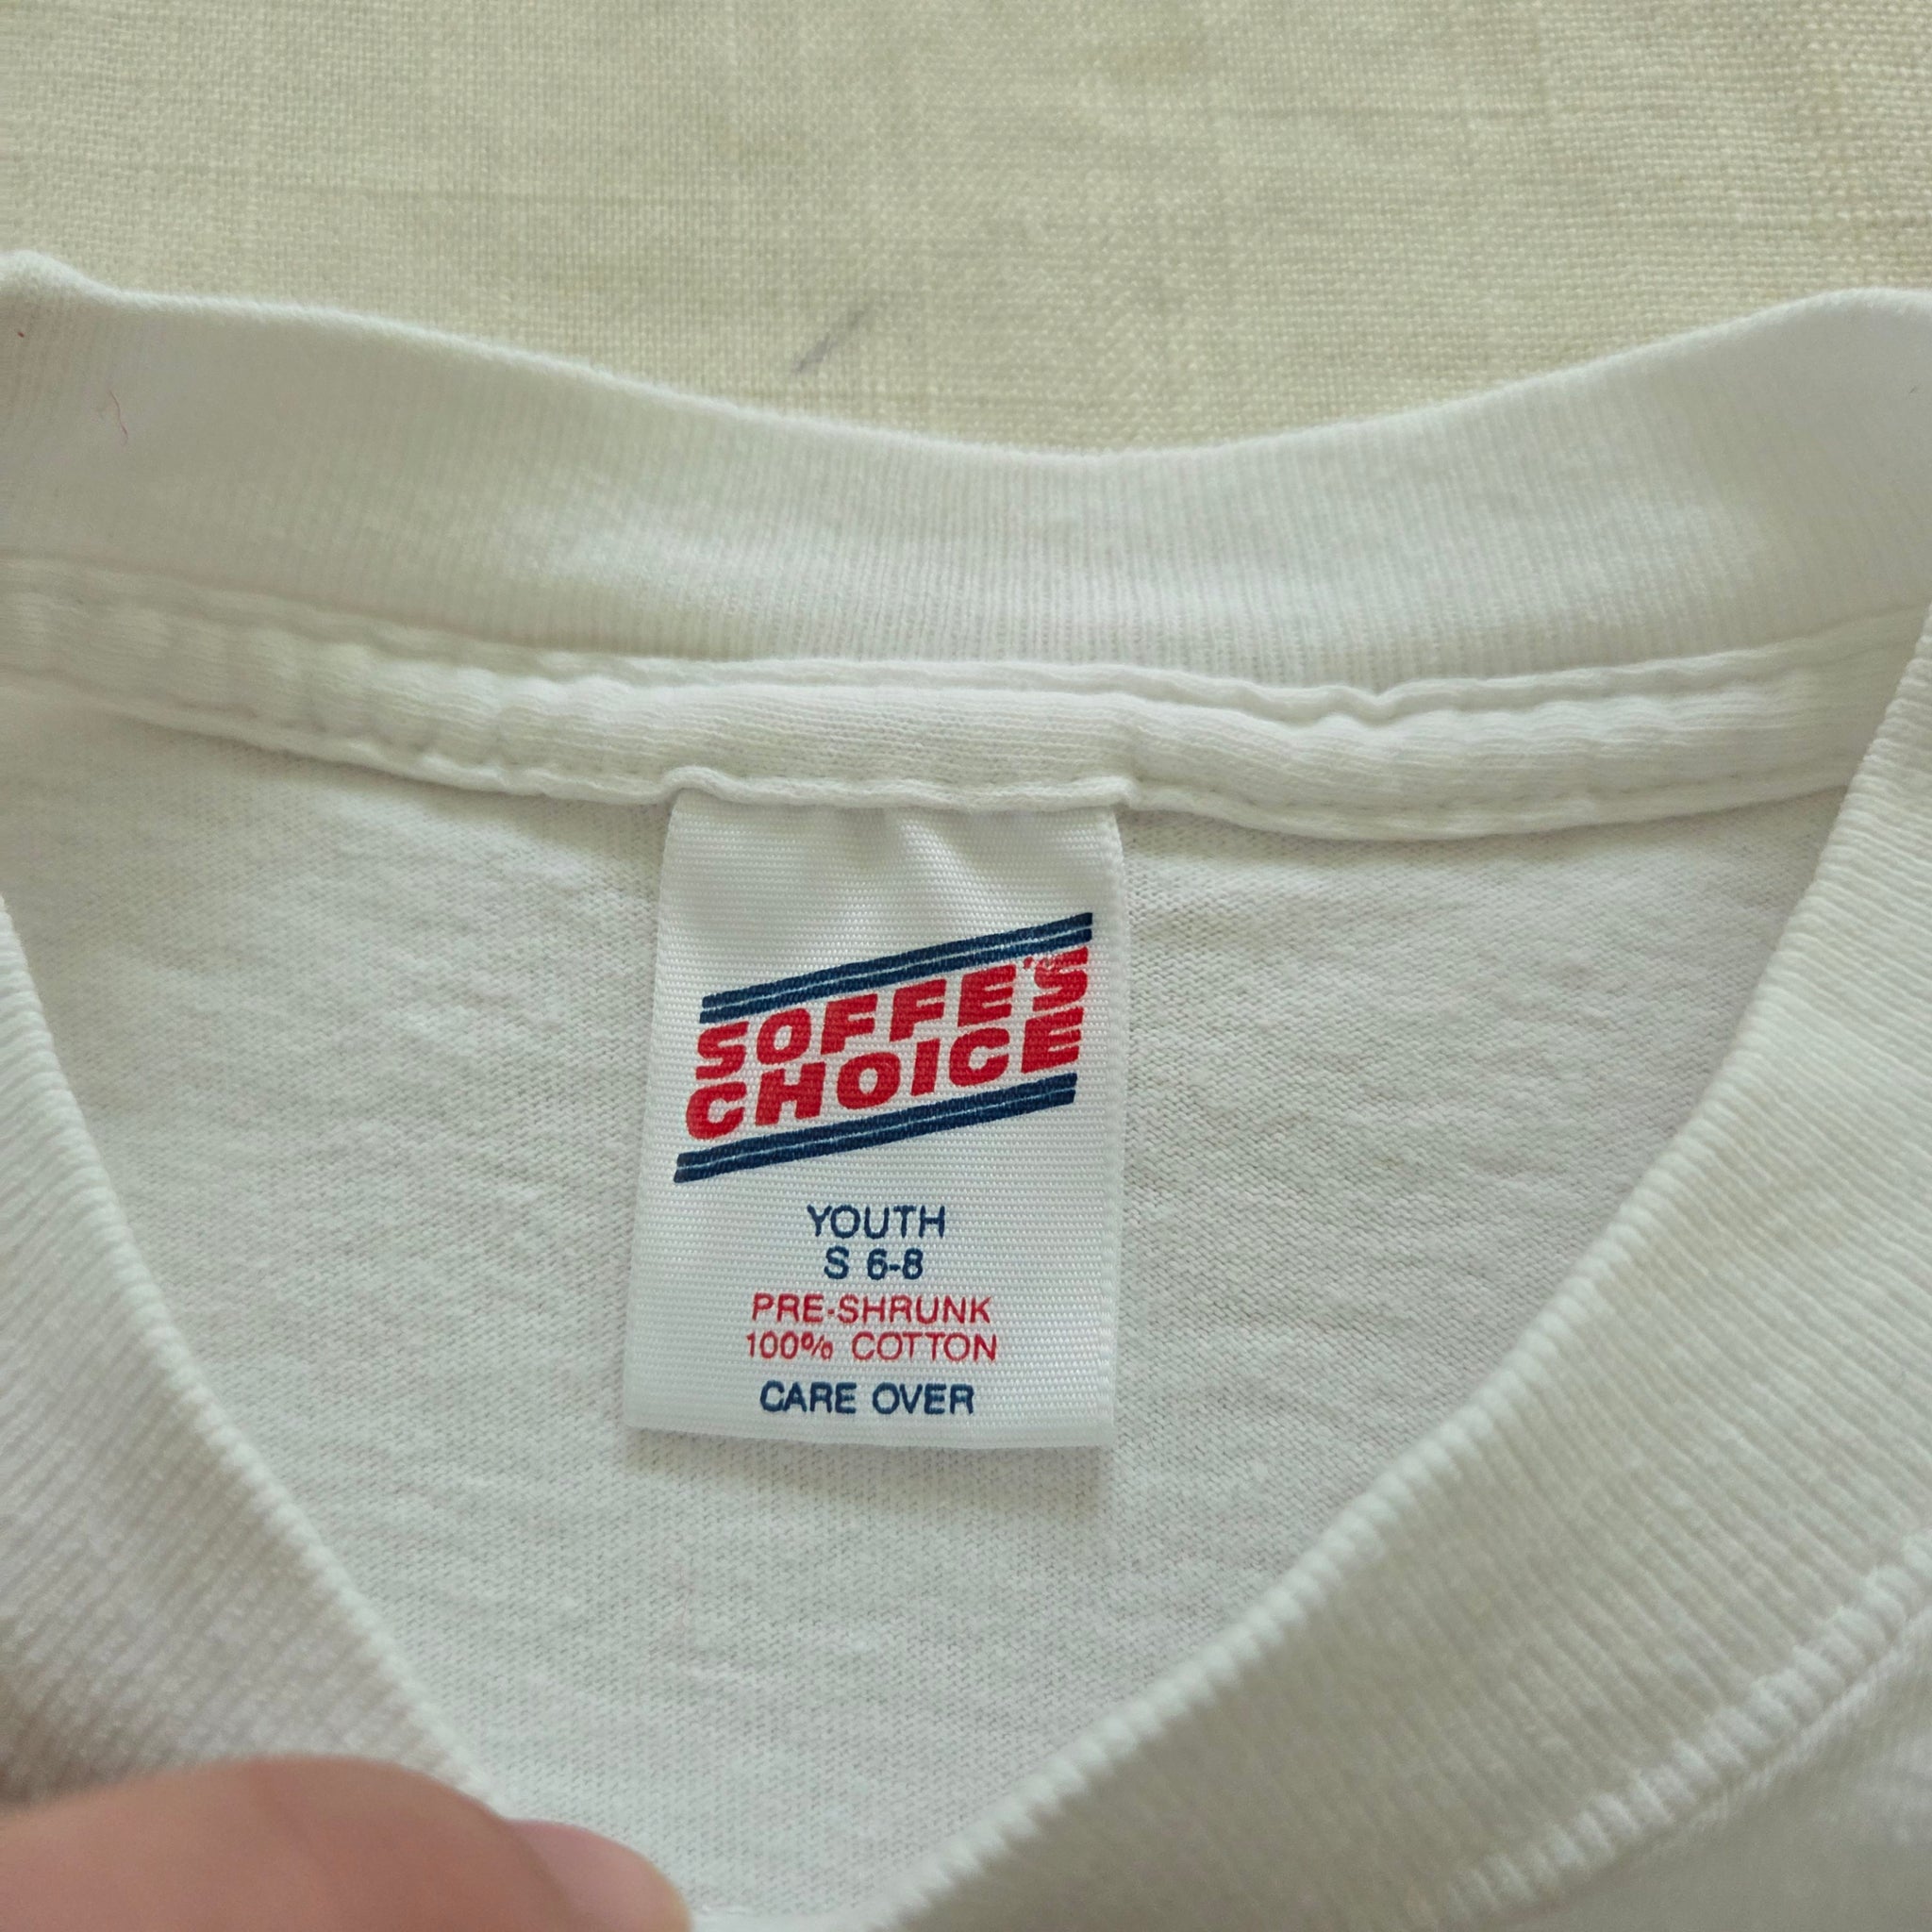 SOFFE'S
CHOICE
YOUTH
S 6-8
PRE-SHRUNK
100% COTTON
CARE OVER